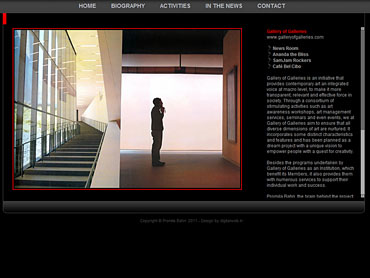 HOME BIOGRAPHY ACTIVITIES IN THE NEWS CONTACT
Gallery of Galleries
www.galleryofgalleries.com
News Room
Ananda the Bliss
SamJam Rockers
Café Bel Cibo
Gallery of Galleries is an initiative that
provides contemporary art an integrated
voice at macro level, to make it more
transparent, relevant and effective force in
society. Through a consortium of
stimulating activities such as art
awareness workshops, art management
services, seminars and even events, we at
Gallery of Galleries aim to ensure that all
diverse dimensions of art are nurtured. It
incorporates some distinct characteristics
and features and has been planned as a
dream project with a unique vision to
empower people with a quest for creativity.
Besides the programs undertaken by
Gallery of Galleries as an Institution, which
benefit its Members, it also provides them
with numerous services to support their
individual work and success.
the brain behind the project
Copyright © 2011 - Design by